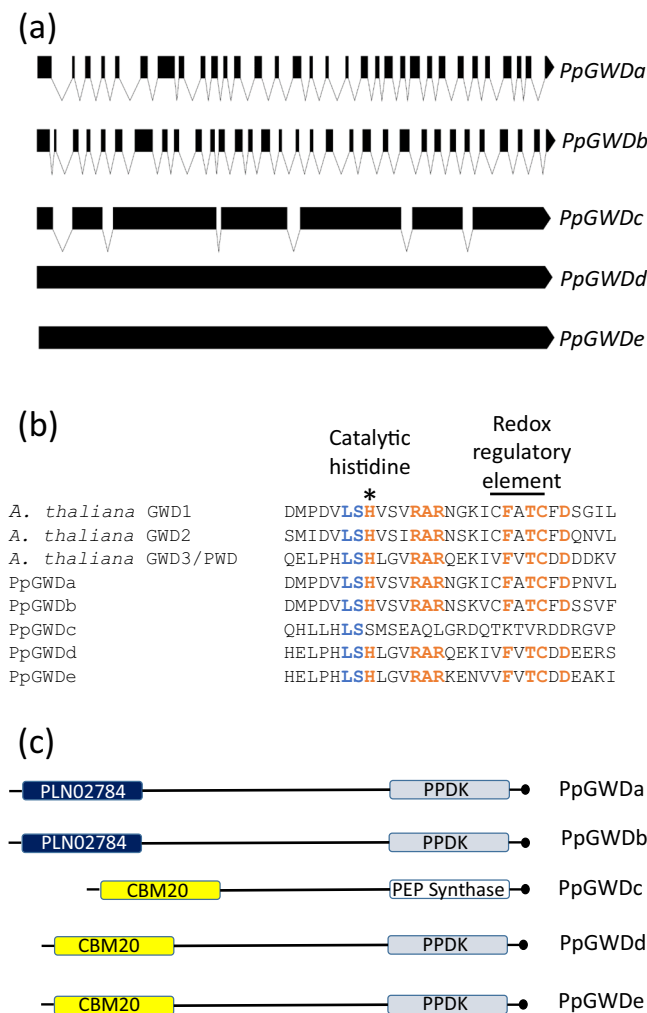 (a)
PpGWDa
PpGWDb
PpGWDc
PpGWDd
PpGWDe
(b)
Catalytic histidine
Redox regulatory element
*
A. thaliana GWD1 DMPDVLSHVSVRARNGKICFATCFDSGIL
A. thaliana GWD2 SMIDVLSHVSIRARNSKICFATCFDQNVL
A. thaliana GWD3/PWD QELPHLSHLGVRARQEKIVFVTCDDDDKV
PpGWDa DMPDVLSHVSVRARNSKICFATCFDPNVL
PpGWDb DMPDVLSHVSVRARNSKVCFATCFDSSVF
PpGWDc QHLLHLSSMSEAQLGRDQTKTVRDDRGVP
PpGWDd HELPHLSHLGVRARQEKIVFVTCDDEERS
PpGWDe HELPHLSHLGVRARKENVVFVTCDDEAKI
(c)
PLN02784 PPDK PpGWDa
PLN02784 PPDK PpGWDb
CBM20 PEP Synthase PpGWDc
CBM20 PPDK PpGWDd
CBM20 PPDK PpGWDe